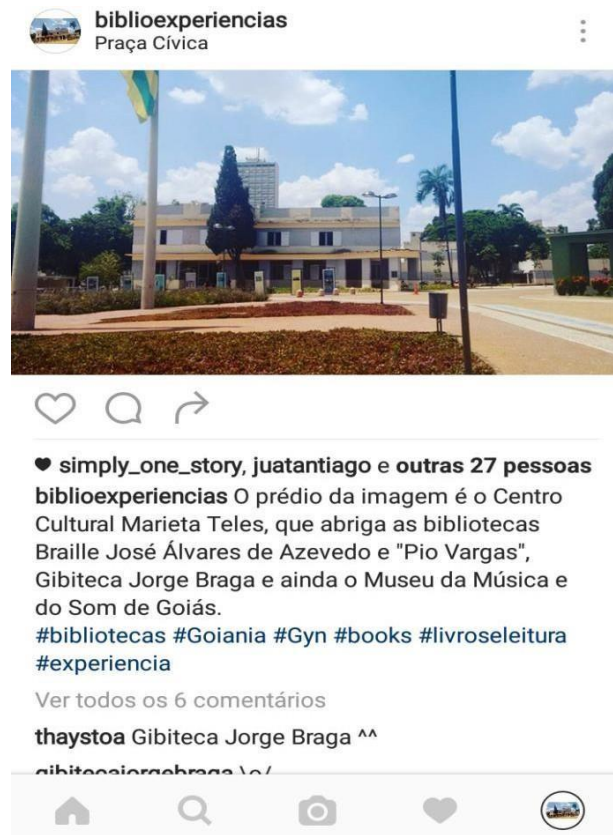 biblioexperiencias
Praça Cívica
simply_one_story, juatantiago e outras 27 pessoas
biblioexperiencias O prédio da imagem é o Centro
Cultural Marieta Teles, que abriga as bibliotecas
Braille José Álvares de Azevedo e "Pio Vargas",
Gibiteca Jorge Braga e ainda o Museu da Música e
do Som de Goiás.
#bibliotecas #Goiania #Gyn #books #livroseleitura
#experiencia
Ver todos os 6 comentários
thaystoa Gibiteca Jorge Braga ^^
gibitecajorgebraga \o/